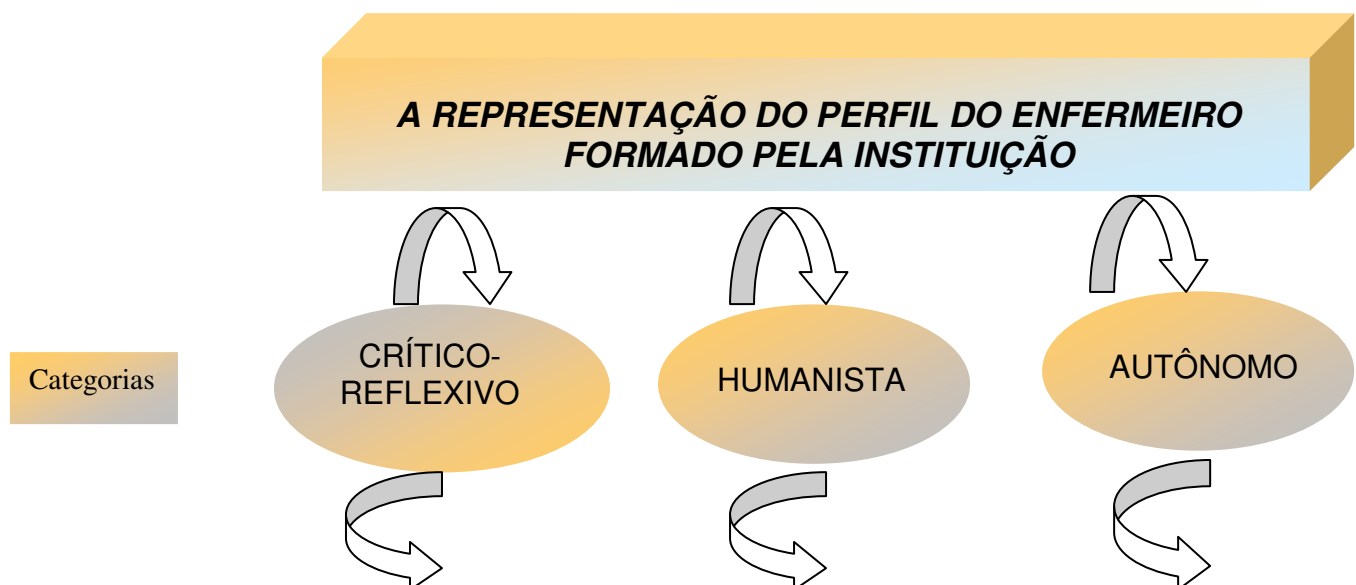 A REPRESENTAÇÃO DO PERFIL DO ENFERMEIRO
FORMADO PELA INSTITUIÇÃO
Categorias
CRÍTICO-
REFLEXIVO
HUMANISTA
AUTÔNOMO